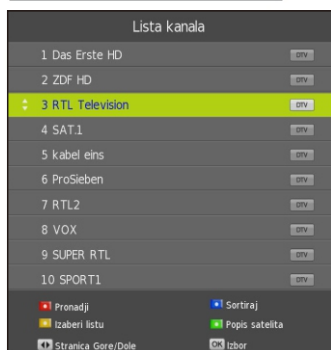 Lista kanala
1 Das Erste HD DTV
2 ZDF HD DTV
3 RTL Television DTV
4 SAT.1 DTV
5 kabel eins DTV
6 ProSieben DTV
7 RTL2 DTV
8 VOX DTV
9 SUPER RTL DTV
10 SPORT1 DTV
Pronadji Sortiraj
Izaberi listu Popis satelita
Stranica Gore/Dole OK Izbor